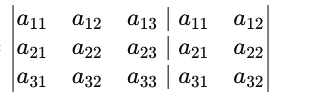 a₁₁ a₁₂ a₁₃ | a₁₁ a₁₂
a₂₁ a₂₂ a₂₃ | a₂₁ a₂₂
a₃₁ a₃₂ a₃₃ | a₃₁ a₃₂